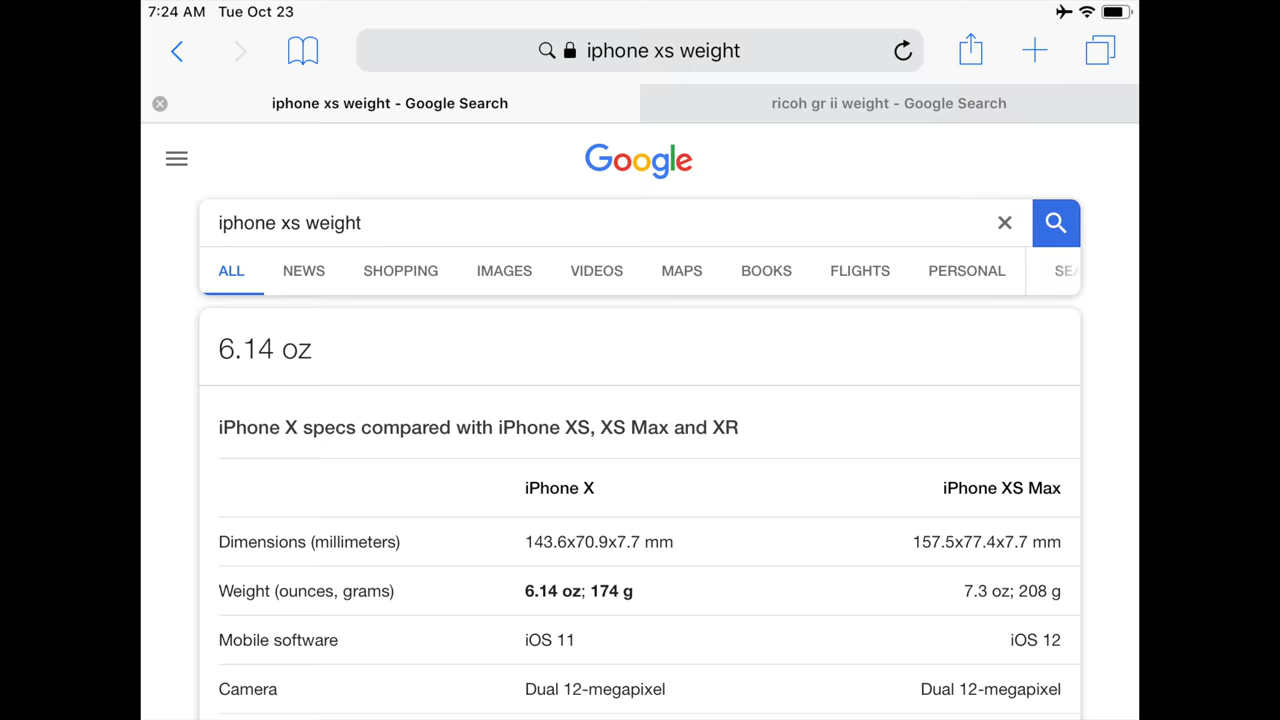 7:24 AM Tue Oct 23
iphone xs weight
iphone xs weight - Google Search
ricoh gr ii weight - Google Search
Google
iphone xs weight
ALL NEWS SHOPPING IMAGES VIDEOS MAPS BOOKS FLIGHTS PERSONAL SEA
6.14 oz
iPhone X specs compared with iPhone XS, XS Max and XR
iPhone X iPhone XS Max
Dimensions (millimeters) 143.6x70.9x7.7 mm 157.5x77.4x7.7 mm
Weight (ounces, grams) 6.14 oz; 174 g 7.3 oz; 208 g
Mobile software iOS 11 iOS 12
Camera Dual 12-megapixel Dual 12-megapixel